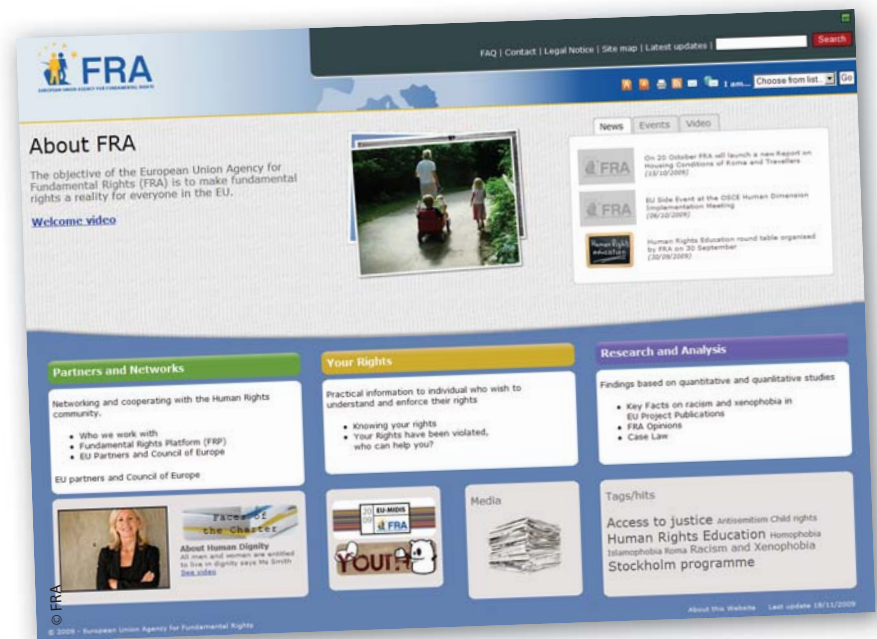 FRA
EUROPEAN UNION AGENCY FOR FUNDAMENTAL RIGHTS
FAQ | Contact | Legal Notice | Site map | Latest updates |
Search
I am... Choose from list.. Go
About FRA
The objective of the European Union Agency for
Fundamental Rights (FRA) is to make fundamental
rights a reality for everyone in the EU.
Welcome video
News Events Video
FRA
On 20 October FRA will launch a new Report on
Housing Conditions of Roma and Travellers
(15/10/2009)
FRA
EU Side Event at the OSCE Human Dimension
Implementation Meeting
(06/10/2009)
Human Rights
education
Human Rights Education round table organised
by FRA on 30 September
(30/09/2009)
Partners and Networks
Networking and cooperating with the Human Rights
community.
• Who we work with
• Fundamental Rights Platform (FRP)
• EU Partners and Council of Europe
EU partners and Council of Europe
Your Rights
Practical information to individual who wish to
understand and enforce their rights
• Knowing your rights
• Your Rights have been violated,
who can help you?
Research and Analysis
Findings based on quantitative and quanlitative studies
• Key Facts on racism and xenophobia in
EU Project Publications
• FRA Opinions
• Case Law
Faces of
the Charter
About Human Dignity
All men and women are entitled
to live in dignity says Ms Smith
See video
20
09
EU-MIDIS
FRA
YOUTH
Media
Tags/hits
Access to justice Antisemitism Child rights
Human Rights Education Homophobia
Islamophobia Roma Racism and Xenophobia
Stockholm programme
About this Website Last update 19/11/2009
© 2009 - European Union Agency for Fundamental Rights
© FRA